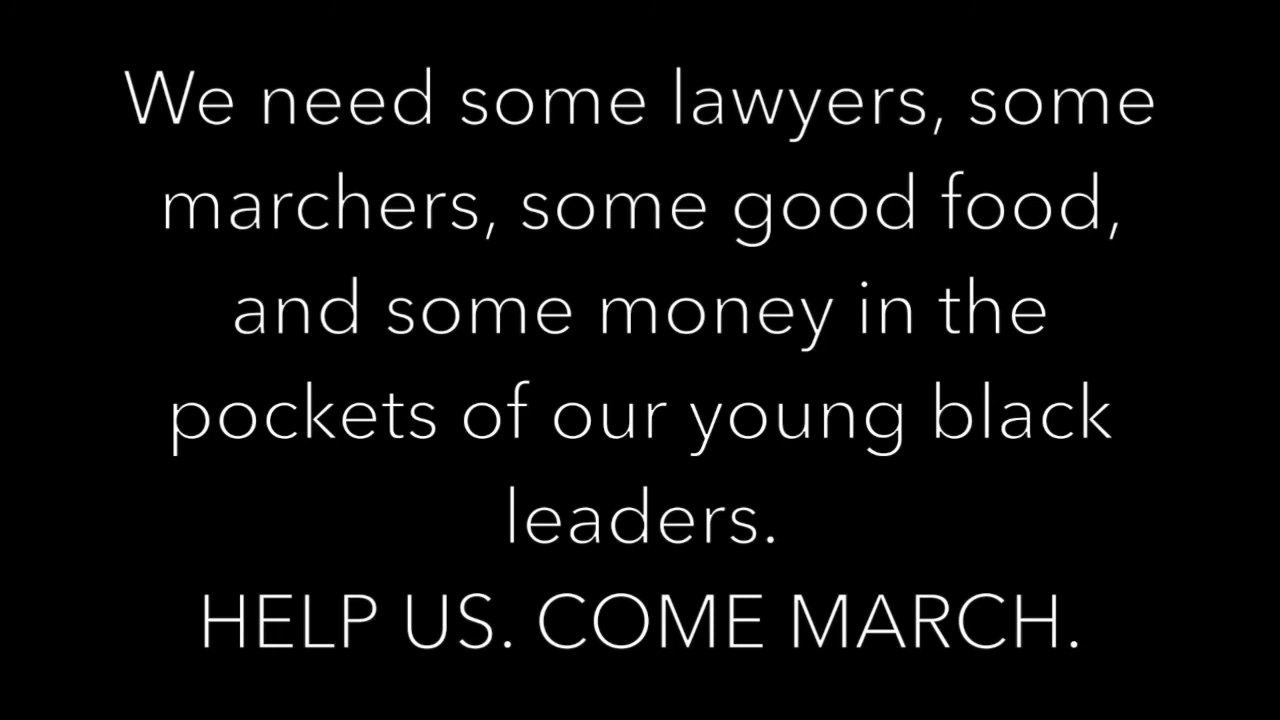 We need some lawyers, some
marchers, some good food,
and some money in the
pockets of our young black
leaders.
HELP US. COME MARCH.